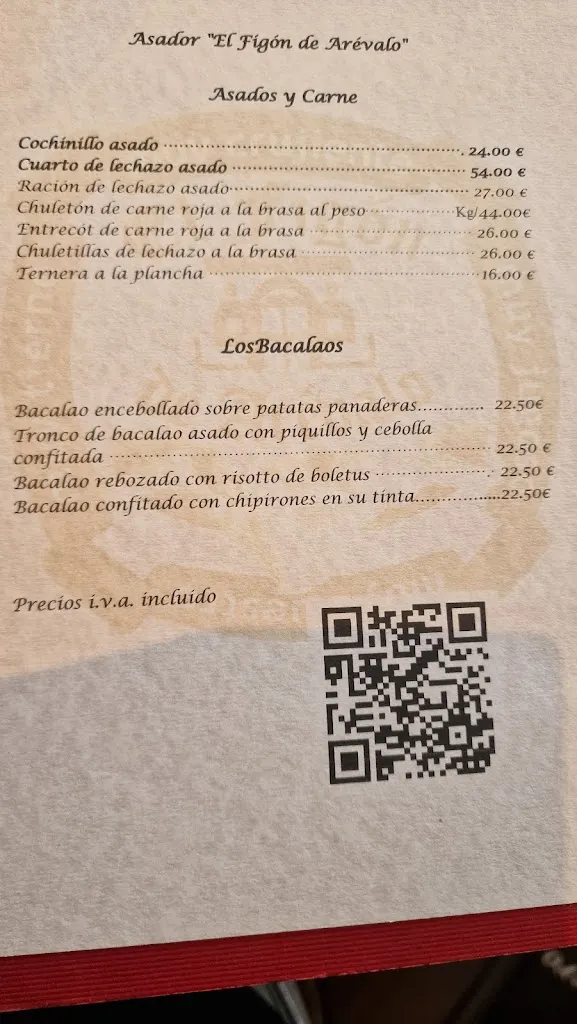 Asador "El Figón de Arévalo"
Asados y Carne
Cochinillo asado ............ 24.00 €
Cuarto de lechazo asado ............ 54.00 €
Ración de lechazo asado ............ 27.00 €
Chuletón de carne roja a la brasa al peso ............ Kg/44.00€
Entrecót de carne roja a la brasa ............ 26.00 €
Chuletillas de lechazo a la brasa ............ 26.00 €
Ternera a la plancha ............ 16.00 €
LosBacalaos
Bacalao encebollado sobre patatas panaderas............ 22.50€
Tronco de bacalao asado con piquillos y cebolla
confitada ............ 22.50 €
Bacalao rebozado con risotto de boletus ............ 22.50 €
Bacalao confitado con chipirones en su tinta............22.50€
Precios i.v.a. incluido